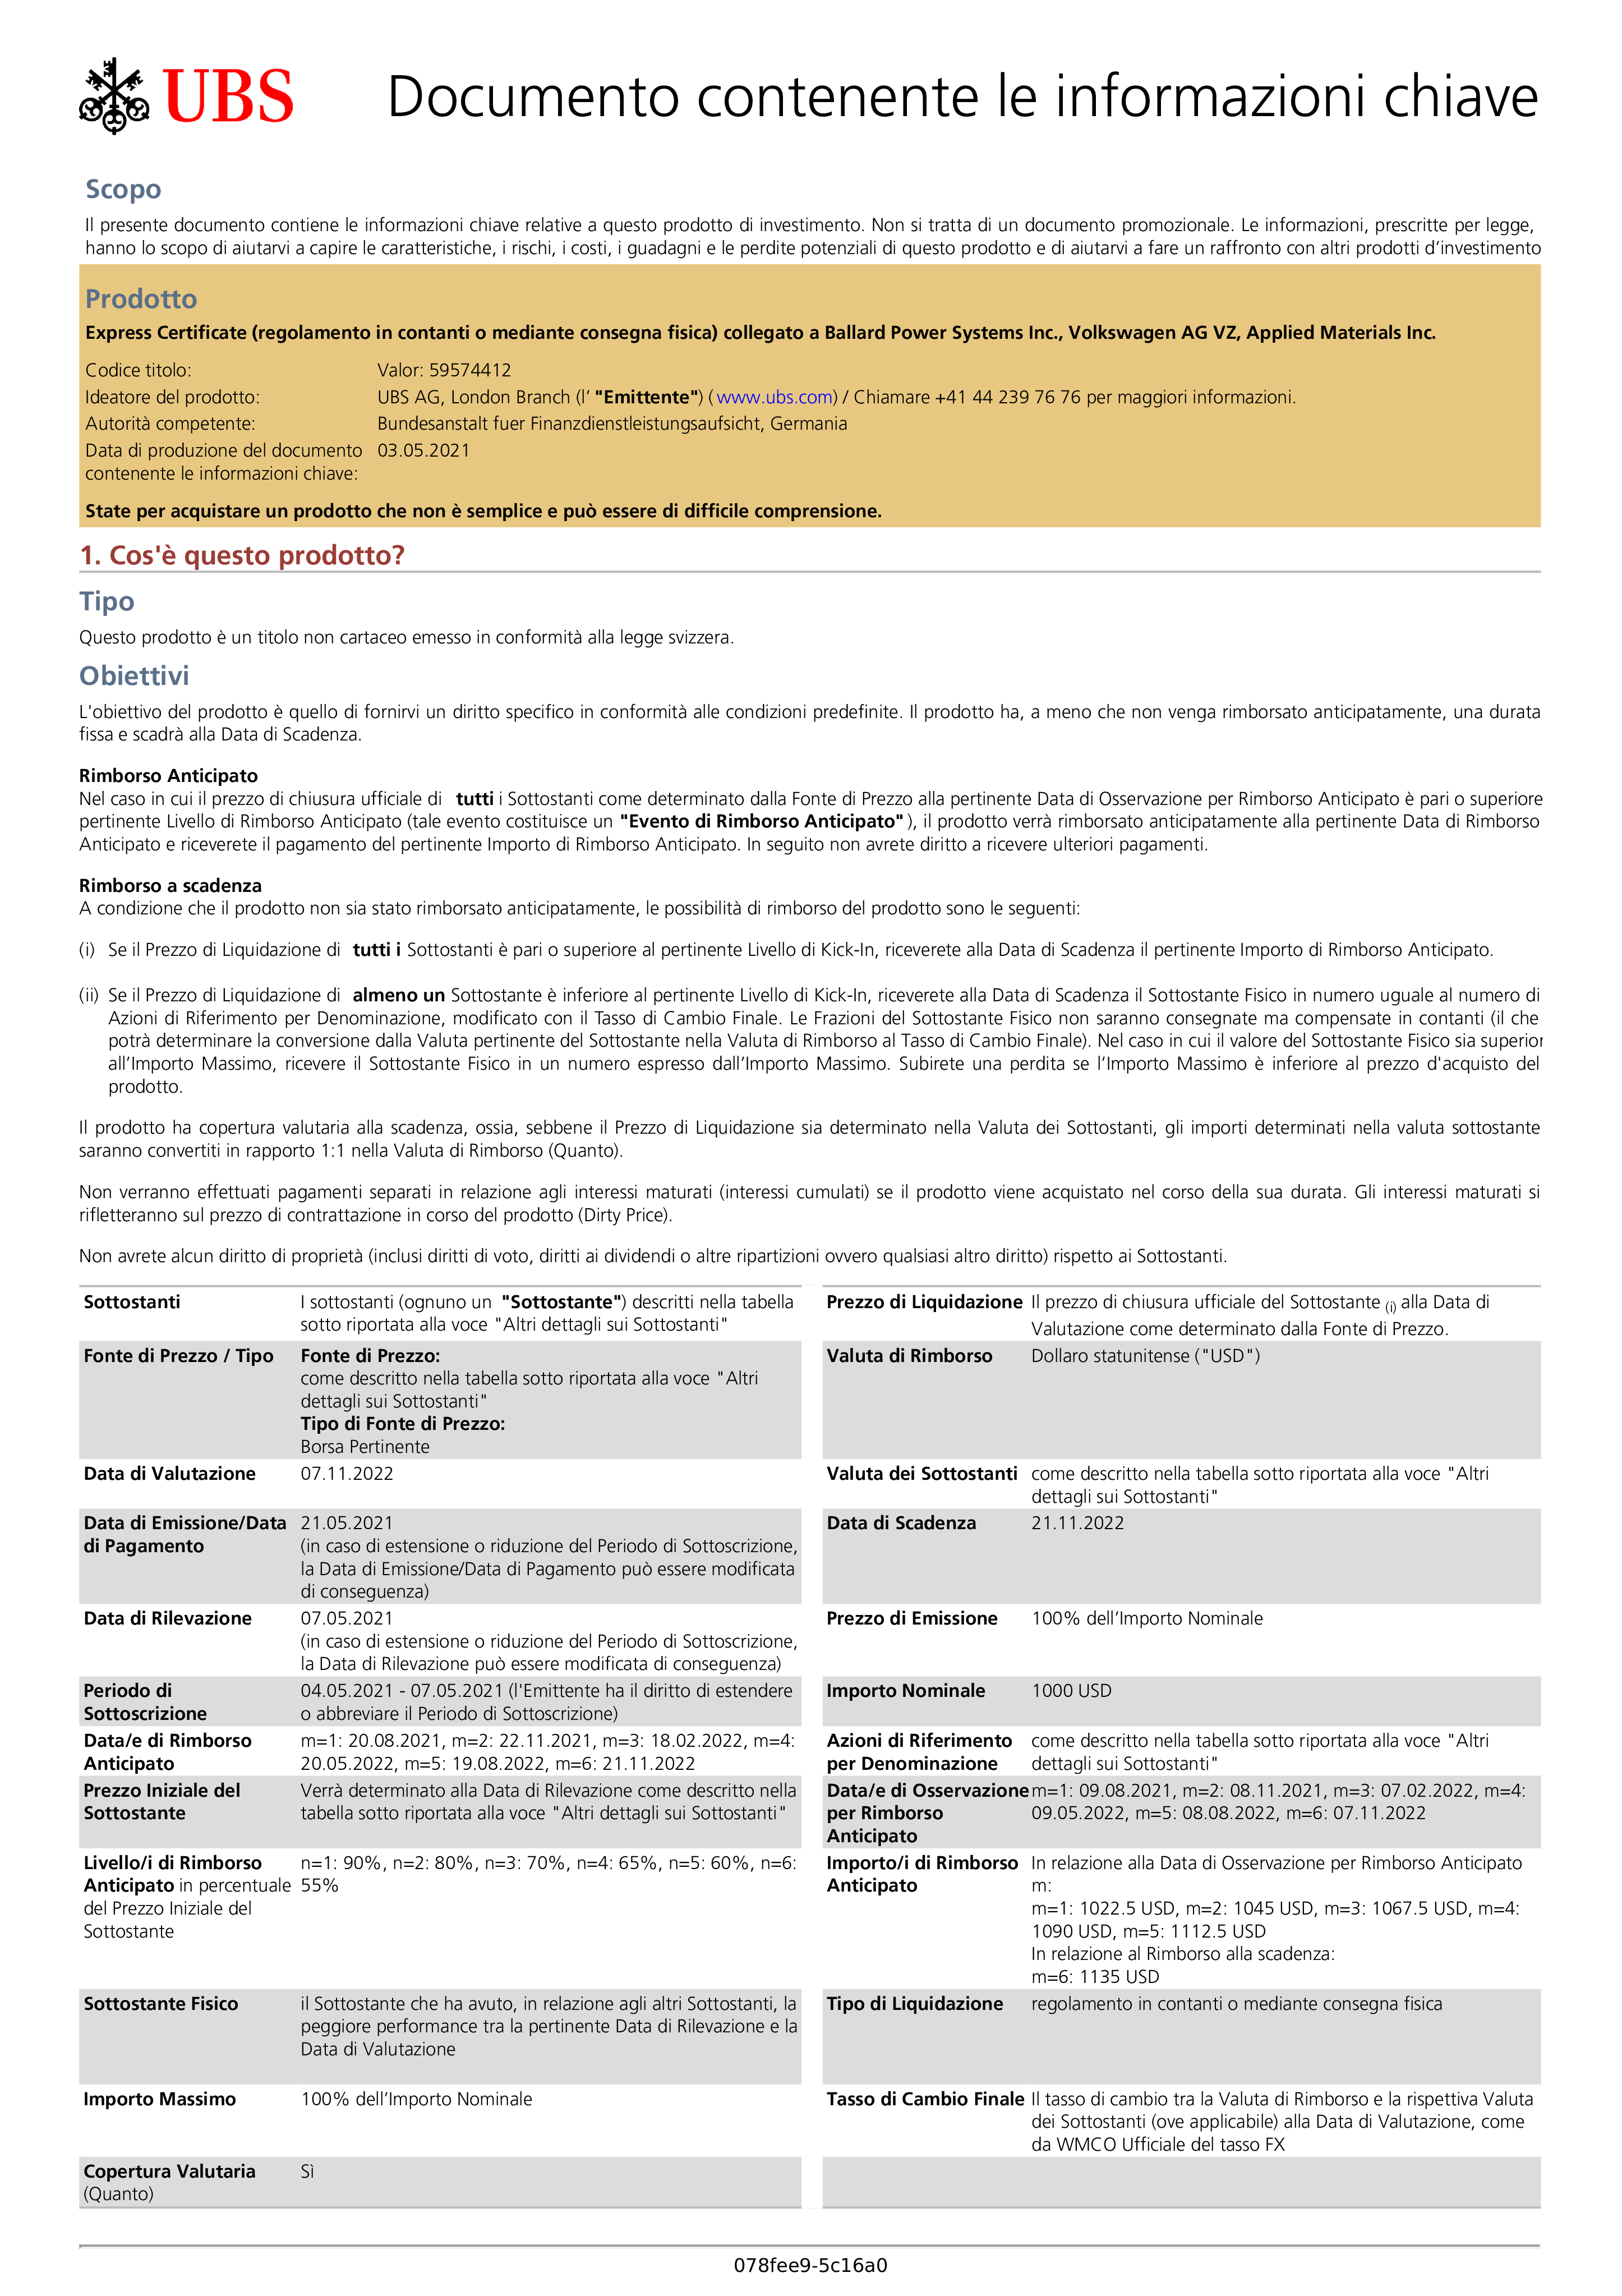 UBS
Documento contenente le informazioni chiave
Scopo
Il presente documento contiene le informazioni chiave relative a questo prodotto di investimento. Non si tratta di un documento promozionale. Le informazioni, prescritte per legge,
hanno lo scopo di aiutarvi a capire le caratteristiche, i rischi, i costi, i guadagni e le perdite potenziali di questo prodotto e di aiutarvi a fare un raffronto con altri prodotti d’investimento
Prodotto
Express Certificate (regolamento in contanti o mediante consegna fisica) collegato a Ballard Power Systems Inc., Volkswagen AG VZ, Applied Materials Inc.
Codice titolo: Valor: 59574412
Ideatore del prodotto: UBS AG, London Branch (l’ "Emittente") ( www.ubs.com) / Chiamare +41 44 239 76 76 per maggiori informazioni.
Autorità competente: Bundesanstalt fuer Finanzdienstleistungsaufsicht, Germania
Data di produzione del documento 03.05.2021
contenente le informazioni chiave:
State per acquistare un prodotto che non è semplice e può essere di difficile comprensione.
1. Cos'è questo prodotto?
Tipo
Questo prodotto è un titolo non cartaceo emesso in conformità alla legge svizzera.
Obiettivi
L'obiettivo del prodotto è quello di fornirvi un diritto specifico in conformità alle condizioni predefinite. Il prodotto ha, a meno che non venga rimborsato anticipatamente, una durata
fissa e scadrà alla Data di Scadenza.
Rimborso Anticipato
Nel caso in cui il prezzo di chiusura ufficiale di tutti i Sottostanti come determinato dalla Fonte di Prezzo alla pertinente Data di Osservazione per Rimborso Anticipato è pari o superiore
pertinente Livello di Rimborso Anticipato (tale evento costituisce un "Evento di Rimborso Anticipato" ), il prodotto verrà rimborsato anticipatamente alla pertinente Data di Rimborso
Anticipato e riceverete il pagamento del pertinente Importo di Rimborso Anticipato. In seguito non avrete diritto a ricevere ulteriori pagamenti.
Rimborso a scadenza
A condizione che il prodotto non sia stato rimborsato anticipatamente, le possibilità di rimborso del prodotto sono le seguenti:
(i) Se il Prezzo di Liquidazione di tutti i Sottostanti è pari o superiore al pertinente Livello di Kick-In, riceverete alla Data di Scadenza il pertinente Importo di Rimborso Anticipato.
(ii) Se il Prezzo di Liquidazione di almeno un Sottostante è inferiore al pertinente Livello di Kick-In, riceverete alla Data di Scadenza il Sottostante Fisico in numero uguale al numero di
Azioni di Riferimento per Denominazione, modificato con il Tasso di Cambio Finale. Le Frazioni del Sottostante Fisico non saranno consegnate ma compensate in contanti (il che
potrà determinare la conversione dalla Valuta pertinente del Sottostante nella Valuta di Rimborso al Tasso di Cambio Finale). Nel caso in cui il valore del Sottostante Fisico sia superior
all’Importo Massimo, ricevere il Sottostante Fisico in un numero espresso dall’Importo Massimo. Subirete una perdita se l’Importo Massimo è inferiore al prezzo d'acquisto del
prodotto.
Il prodotto ha copertura valutaria alla scadenza, ossia, sebbene il Prezzo di Liquidazione sia determinato nella Valuta dei Sottostanti, gli importi determinati nella valuta sottostante
saranno convertiti in rapporto 1:1 nella Valuta di Rimborso (Quanto).
Non verranno effettuati pagamenti separati in relazione agli interessi maturati (interessi cumulati) se il prodotto viene acquistato nel corso della sua durata. Gli interessi maturati si
rifletteranno sul prezzo di contrattazione in corso del prodotto (Dirty Price).
Non avrete alcun diritto di proprietà (inclusi diritti di voto, diritti ai dividendi o altre ripartizioni ovvero qualsiasi altro diritto) rispetto ai Sottostanti.
Sottostanti I sottostanti (ognuno un "Sottostante") descritti nella tabella
sotto riportata alla voce "Altri dettagli sui Sottostanti"
Prezzo di Liquidazione Il prezzo di chiusura ufficiale del Sottostante (i) alla Data di
Valutazione come determinato dalla Fonte di Prezzo.
Fonte di Prezzo / Tipo Fonte di Prezzo:
come descritto nella tabella sotto riportata alla voce "Altri
dettagli sui Sottostanti"
Tipo di Fonte di Prezzo:
Borsa Pertinente
Valuta di Rimborso Dollaro statunitense ("USD")
Data di Valutazione 07.11.2022
Valuta dei Sottostanti come descritto nella tabella sotto riportata alla voce "Altri
dettagli sui Sottostanti"
Data di Emissione/Data 21.05.2021
di Pagamento (in caso di estensione o riduzione del Periodo di Sottoscrizione,
la Data di Emissione/Data di Pagamento può essere modificata
di conseguenza)
Data di Scadenza 21.11.2022
Data di Rilevazione 07.05.2021
(in caso di estensione o riduzione del Periodo di Sottoscrizione,
la Data di Rilevazione può essere modificata di conseguenza)
Prezzo di Emissione 100% dell’Importo Nominale
Periodo di 04.05.2021 - 07.05.2021 (l'Emittente ha il diritto di estendere
Sottoscrizione o abbreviare il Periodo di Sottoscrizione)
Importo Nominale 1000 USD
Data/e di Rimborso m=1: 20.08.2021, m=2: 22.11.2021, m=3: 18.02.2022, m=4:
Anticipato 20.05.2022, m=5: 19.08.2022, m=6: 21.11.2022
Azioni di Riferimento come descritto nella tabella sotto riportata alla voce "Altri
per Denominazione dettagli sui Sottostanti"
Prezzo Iniziale del Verrà determinato alla Data di Rilevazione come descritto nella
Sottostante tabella sotto riportata alla voce "Altri dettagli sui Sottostanti"
Data/e di Osservazione m=1: 09.08.2021, m=2: 08.11.2021, m=3: 07.02.2022, m=4:
per Rimborso 09.05.2022, m=5: 08.08.2022, m=6: 07.11.2022
Anticipato
Livello/i di Rimborso n=1: 90%, n=2: 80%, n=3: 70%, n=4: 65%, n=5: 60%, n=6:
Anticipato in percentuale 55%
del Prezzo Iniziale del
Sottostante
Importo/i di Rimborso In relazione alla Data di Osservazione per Rimborso Anticipato
Anticipato m:
m=1: 1022.5 USD, m=2: 1045 USD, m=3: 1067.5 USD, m=4:
1090 USD, m=5: 1112.5 USD
In relazione al Rimborso alla scadenza:
m=6: 1135 USD
Sottostante Fisico il Sottostante che ha avuto, in relazione agli altri Sottostanti, la
peggiore performance tra la pertinente Data di Rilevazione e la
Data di Valutazione
Tipo di Liquidazione regolamento in contanti o mediante consegna fisica
Importo Massimo 100% dell’Importo Nominale
Tasso di Cambio Finale Il tasso di cambio tra la Valuta di Rimborso e la rispettiva Valuta
dei Sottostanti (ove applicabile) alla Data di Valutazione, come
da WMCO Ufficiale del tasso FX
Copertura Valutaria Sì
(Quanto)
078fee9-5c16a0